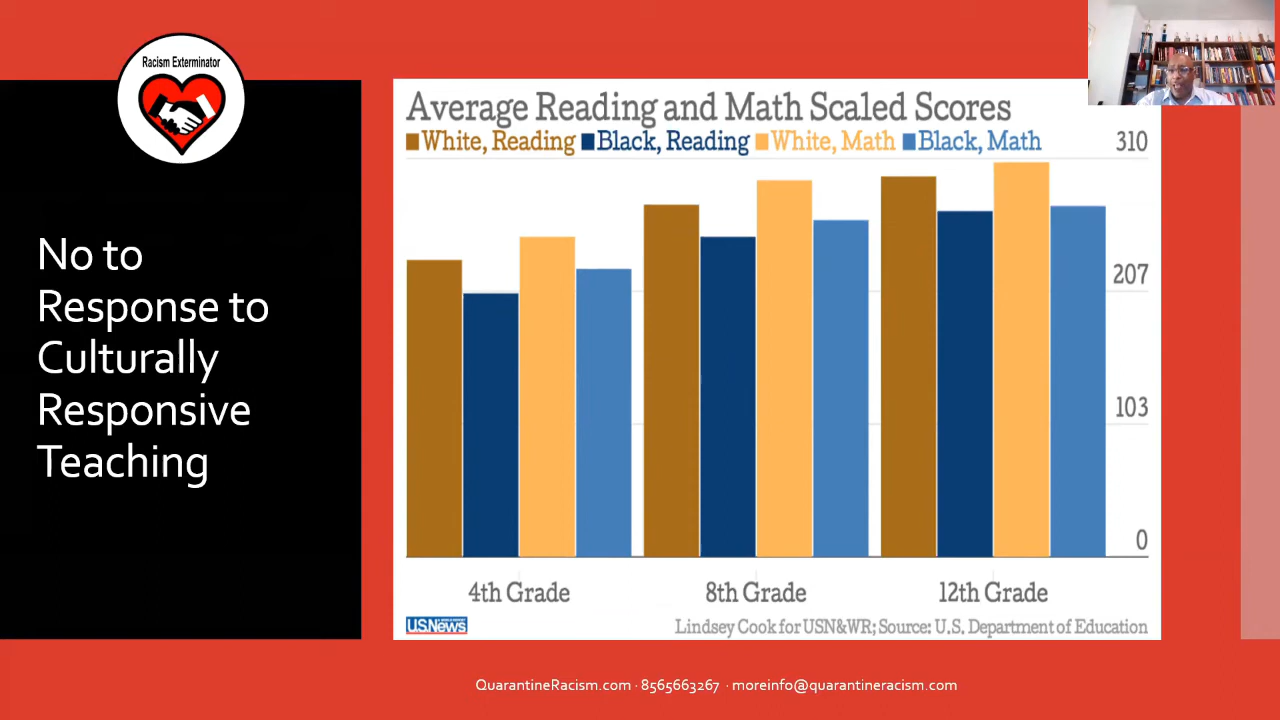 Racism Exterminator
No to
Response to
Culturally
Responsive
Teaching
Average Reading and Math Scaled Scores
White, Reading Black, Reading White, Math Black, Math
310
207
103
0
4th Grade 8th Grade 12th Grade
U.S.News
Lindsey Cook for USN&WR; Source: U.S. Department of Education
QuarantineRacism.com · 8565663267 · moreinfo@quarantineracism.com